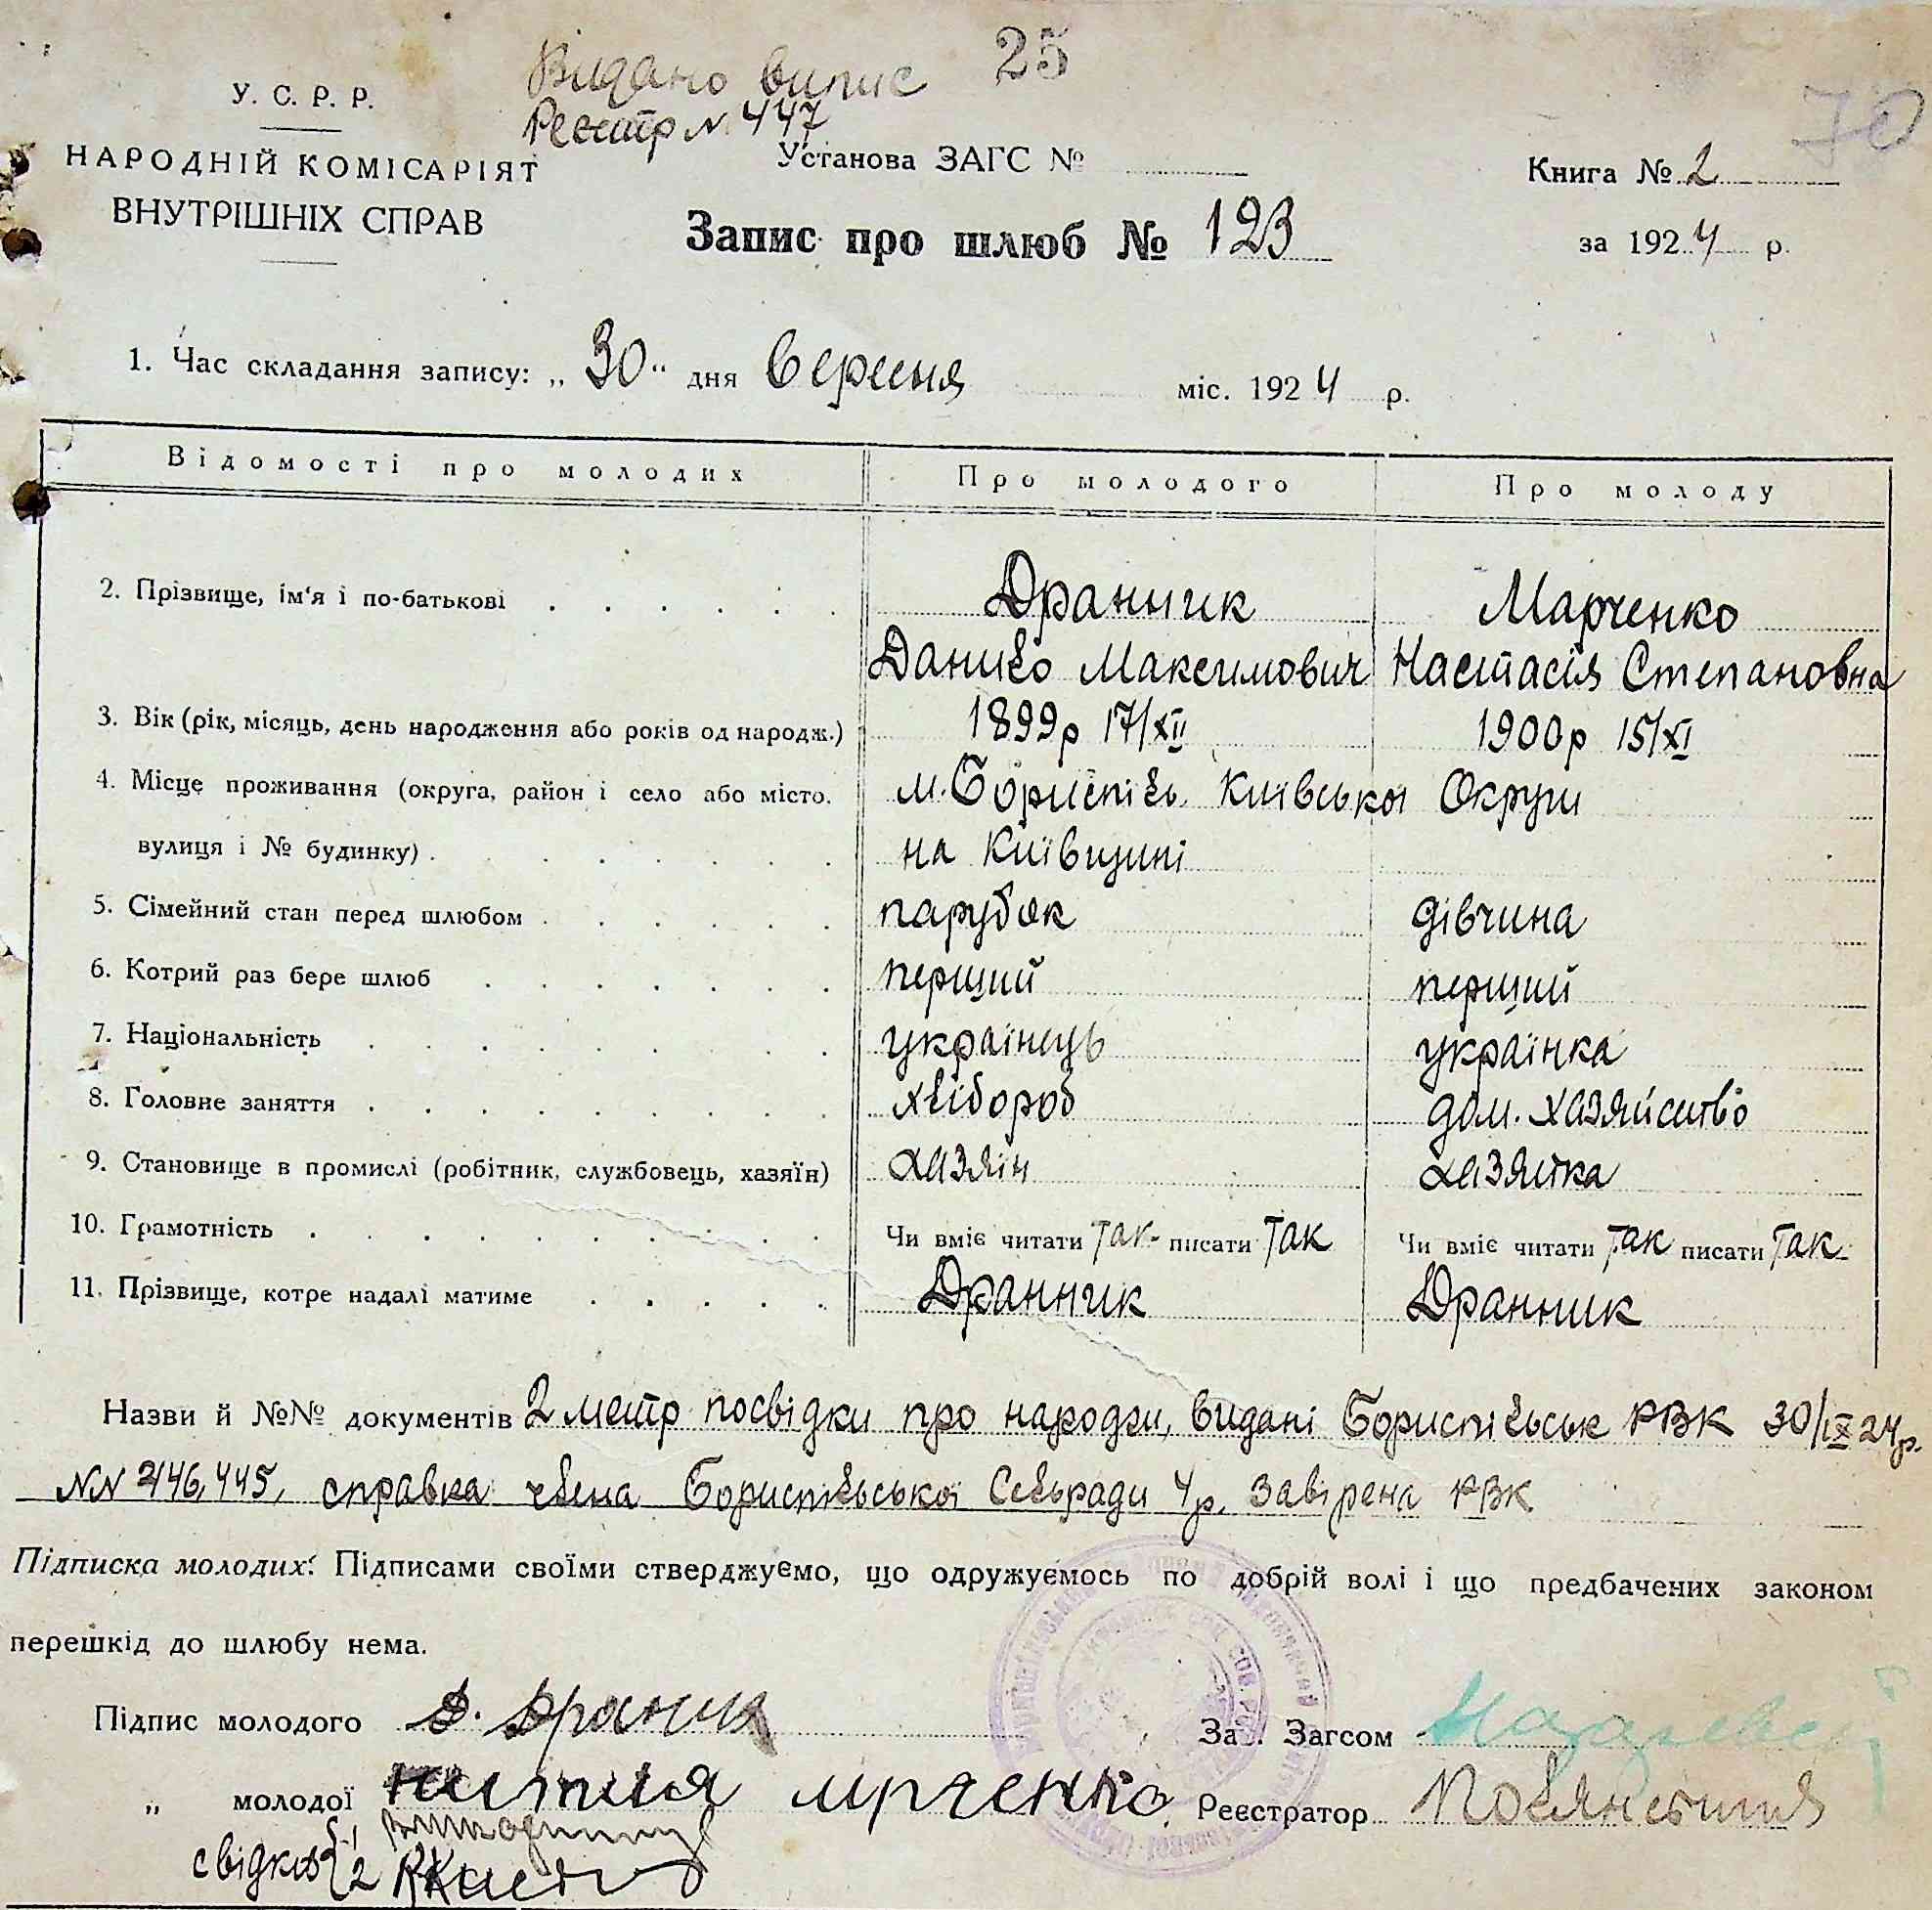 25
Видано випис
70
Реєстр N 447
У. С. Р. Р.
НАРОДНІЙ КОМІСАРІЯТ
ВНУТРІШНІХ СПРАВ
Установа ЗАГС №
Книга № 2
Запис про шлюб № 123
за 1924 р.
1. Час складання запису: „ 30 “ дня вересня міс. 1924 р.
Відомості про молодих Про молодого Про молоду
2. Прізвище, ім‘я і по-батькові Дранник Марченко
Данило Максимович Настасія Степановна
3. Вік (рік, місяць, день народження або років од народж.) 1899р 17/XII 1900р 15/XI
4. Місце проживання (округа, район і село або місто. м. Бориспіль Київської Округи
вулиця і № будинку) на Київщині
5. Сімейний стан перед шлюбом парубок дівчина
6. Котрий раз бере шлюб перщий перщий
7. Національність українець українка
8. Головне заняття хлібороб дом. хазяйство
9. Становище в промислі (робітник, службовець, хазяїн) хазяїн хазяйка
10. Грамотність Чи вміє читати так писати так Чи вміє читати так писати так
11. Прізвище, котре надалі матиме Дранник Дранник
Назви й №№ документів 2 метр посвідки про народж, видані Бориспільськ РВК 30/IX 24р.
NN 446, 445, справка члена Бориспільської Сельради 4р. завірена РВК
Підписка молодих: Підписами своїми стверджуємо, що одружуємось по добрій волі і що предбачених законом
перешкід до шлюбу нема.
Підпис молодого Д. Драник Зав. Загсом
„ молодої Реєстратор
свідків 1
2